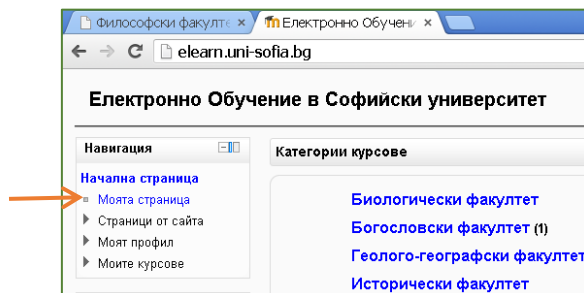 Философски факулте × Електронно Обучени ×
elearn.uni-sofia.bg
Електронно Обучение в Софийски университет
Навигация
Начална страница
Моята страница
Страници от сайта
Моят профил
Моите курсове
Категории курсове
Биологически факултет
Богословски факултет (1)
Геолого-географски факултет
Исторически факултет